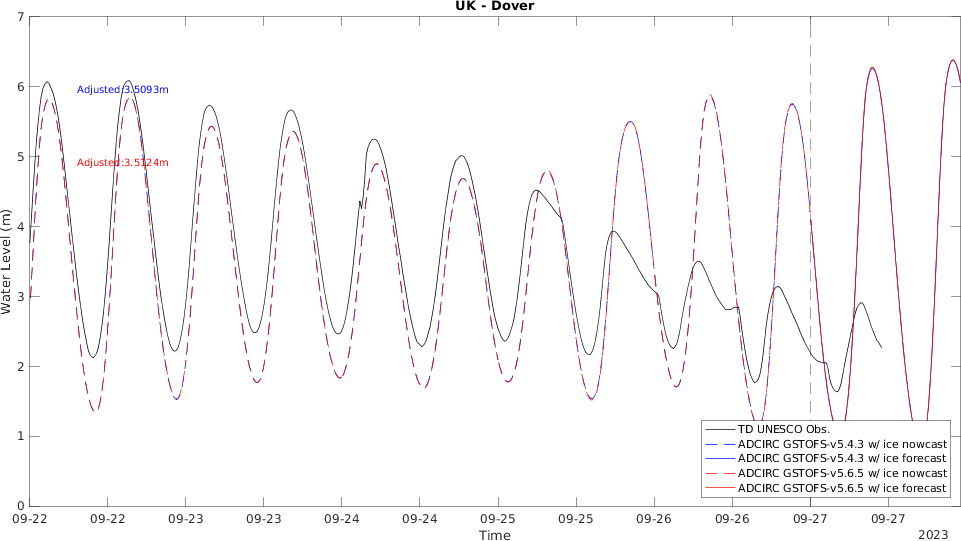 UK - Dover
7
6
5
4
3
2
1
0
Water Level (m)
Adjusted:3.5093m
Adjusted:3.5124m
TD UNESCO Obs.
ADCIRC GSTOFS-v5.4.3 w/ ice nowcast
ADCIRC GSTOFS-v5.4.3 w/ ice forecast
ADCIRC GSTOFS-v5.6.5 w/ ice nowcast
ADCIRC GSTOFS-v5.6.5 w/ ice forecast
09-22 09-22 09-23 09-23 09-24 09-24 09-25 09-25 09-26 09-26 09-27 09-27
Time
2023